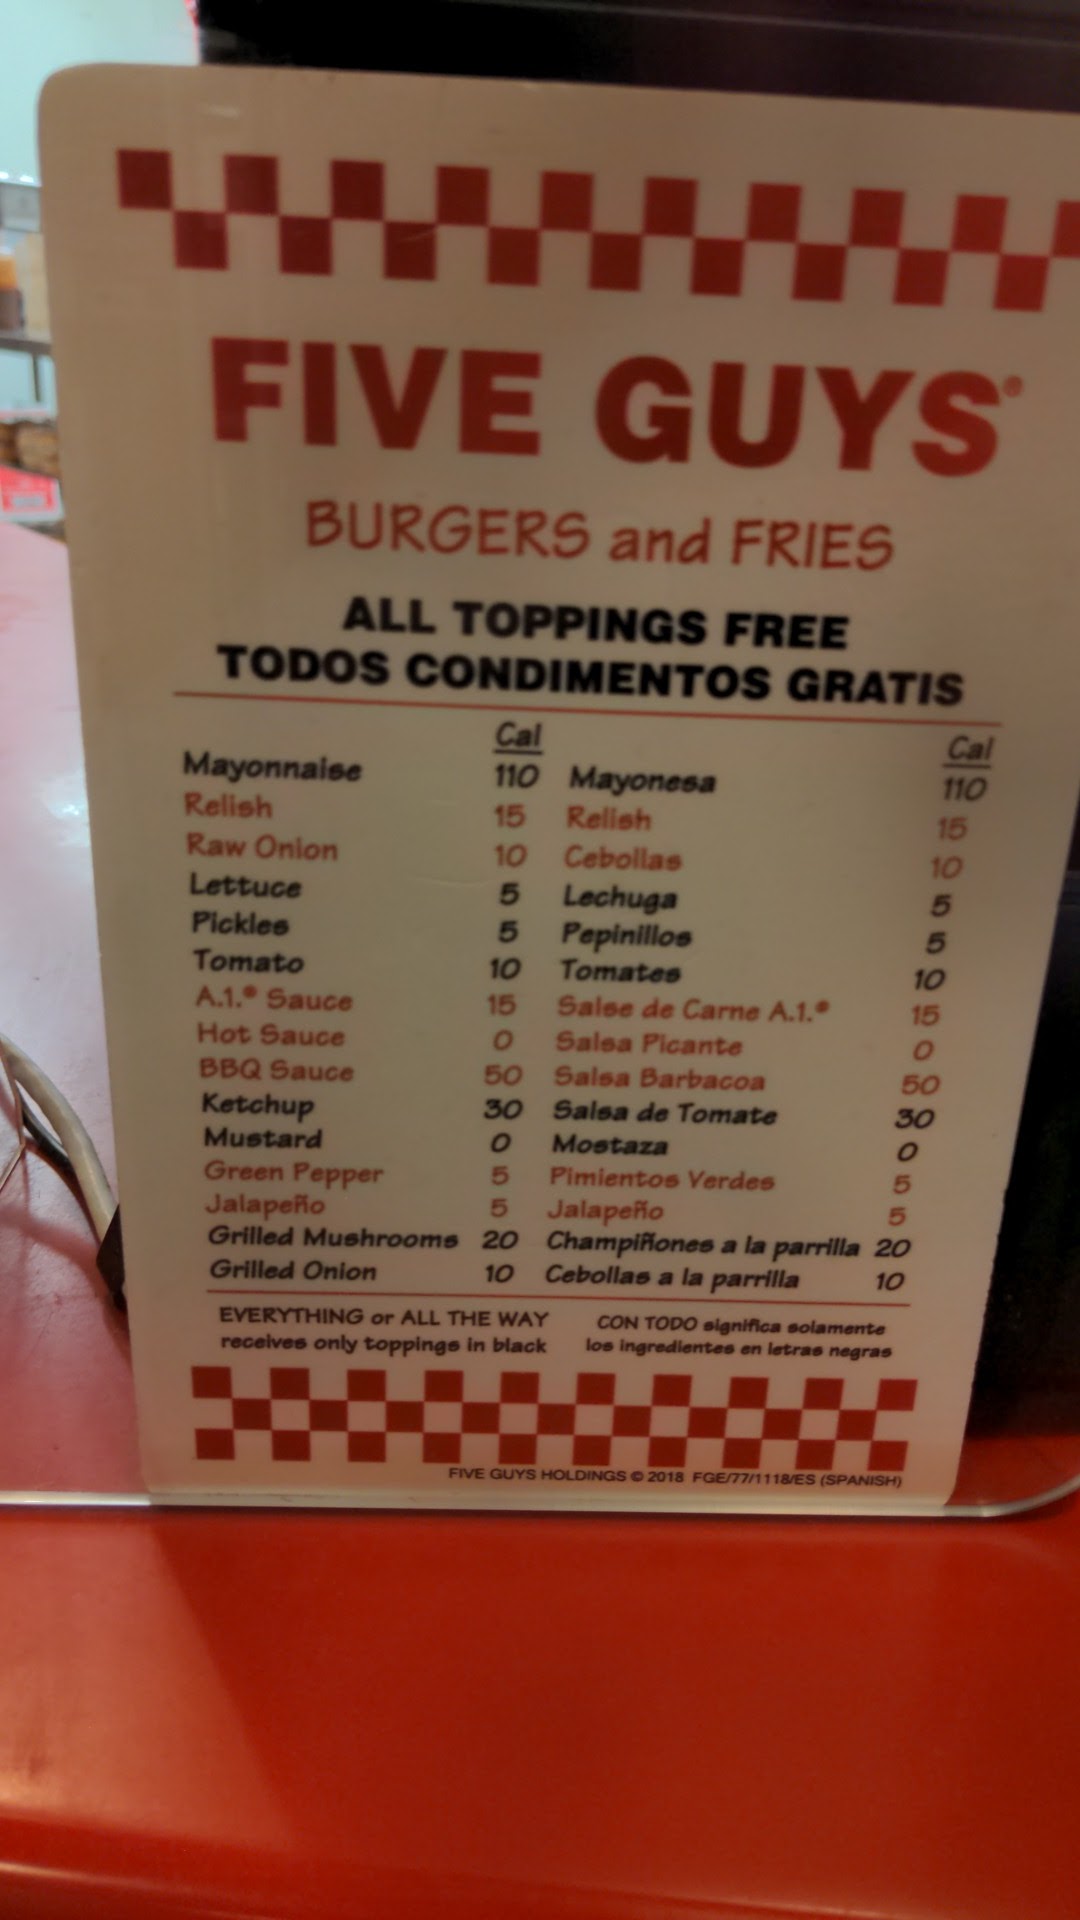 FIVE GUYS®
BURGERS and FRIES
ALL TOPPINGS FREE
TODOS CONDIMENTOS GRATIS
Cal Cal
Mayonnaise 110 Mayonesa 110
Relish 15 Relish 15
Raw Onion 10 Cebollas 10
Lettuce 5 Lechuga 5
Pickles 5 Pepinillos 5
Tomato 10 Tomates 10
A.1.® Sauce 15 Salse de Carne A.1.® 15
Hot Sauce 0 Salsa Picante 0
BBQ Sauce 50 Salsa Barbacoa 50
Ketchup 30 Salsa de Tomate 30
Mustard 0 Mostaza 0
Green Pepper 5 Pimientos Verdes 5
Jalapeño 5 Jalapeño 5
Grilled Mushrooms 20 Champiñones a la parrilla 20
Grilled Onion 10 Cebollas a la parrilla 10
EVERYTHING or ALL THE WAY
receives only toppings in black
CON TODO significa solamente
los ingredientes en letras negras
FIVE GUYS HOLDINGS © 2018 FGE/77/1118/ES (SPANISH)